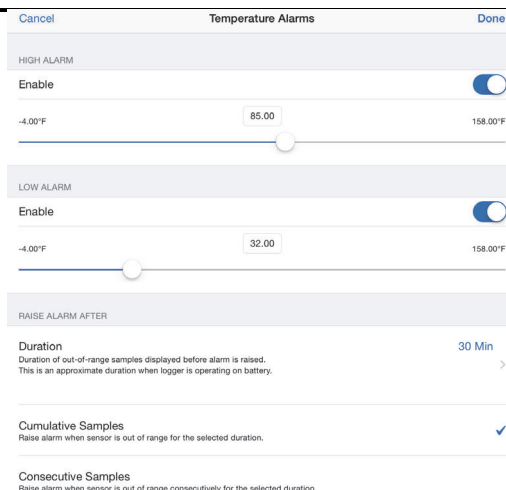 Cancel Temperature Alarms Done
HIGH ALARM
Enable
-4.00°F 85.00 158.00°F
LOW ALARM
Enable
-4.00°F 32.00 158.00°F
RAISE ALARM AFTER
Duration 30 Min
Duration of out-of-range samples displayed before alarm is raised.
This is an approximate duration when logger is operating on battery.
Cumulative Samples
Raise alarm when sensor is out of range for the selected duration.
Consecutive Samples
Raise alarm when sensor is out of range consecutively for the selected duration.